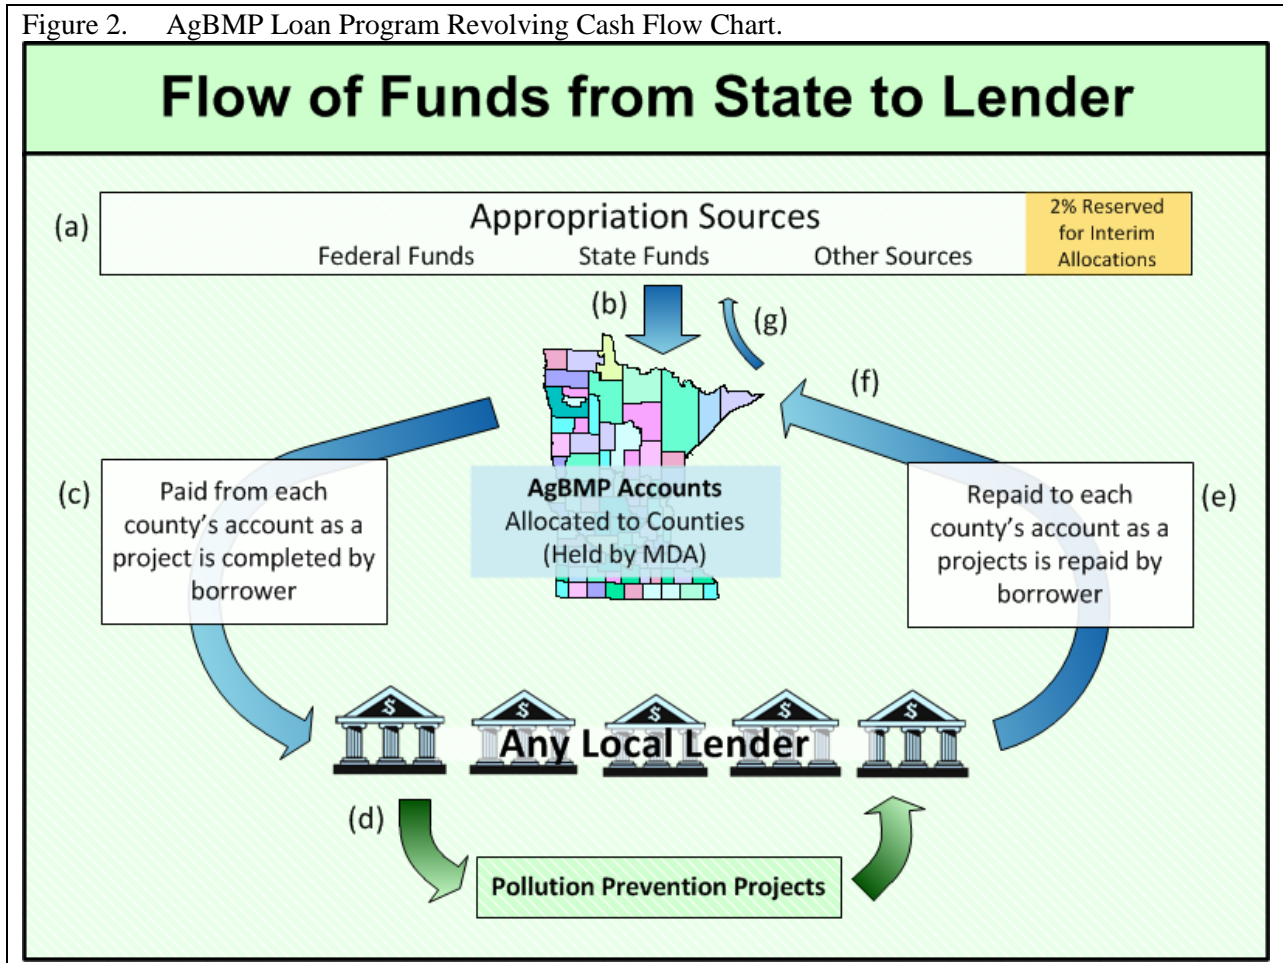 Figure 2. AgBMP Loan Program Revolving Cash Flow Chart.
Flow of Funds from State to Lender
(a)
Appropriation Sources
Federal Funds State Funds Other Sources
2% Reserved
for Interim
Allocations
(b)
(g)
(f)
(c)
Paid from each
county's account as a
project is completed by
borrower
AgBMP Accounts
Allocated to Counties
(Held by MDA)
Repaid to each
county's account as a
projects is repaid by
borrower
(e)
$ $ $ $ $
Any Local Lender
(d)
Pollution Prevention Projects